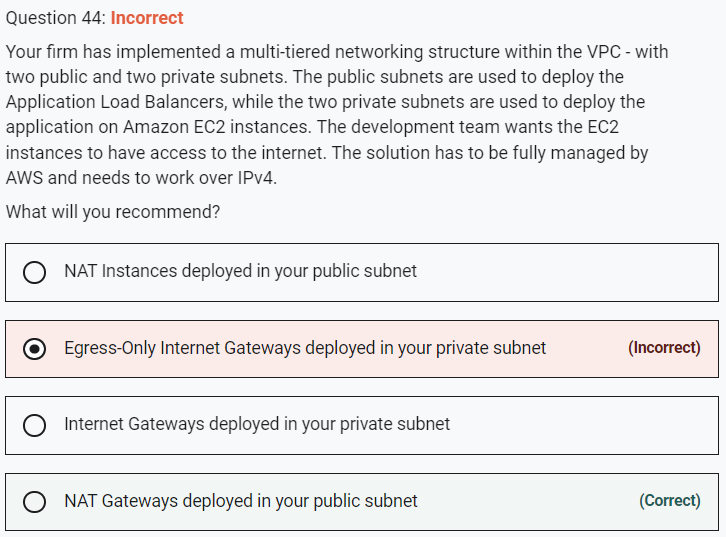 Question 44: Incorrect
Your firm has implemented a multi-tiered networking structure within the VPC - with
two public and two private subnets. The public subnets are used to deploy the
Application Load Balancers, while the two private subnets are used to deploy the
application on Amazon EC2 instances. The development team wants the EC2
instances to have access to the internet. The solution has to be fully managed by
AWS and needs to work over IPv4.
What will you recommend?
NAT Instances deployed in your public subnet
Egress-Only Internet Gateways deployed in your private subnet (Incorrect)
Internet Gateways deployed in your private subnet
NAT Gateways deployed in your public subnet (Correct)